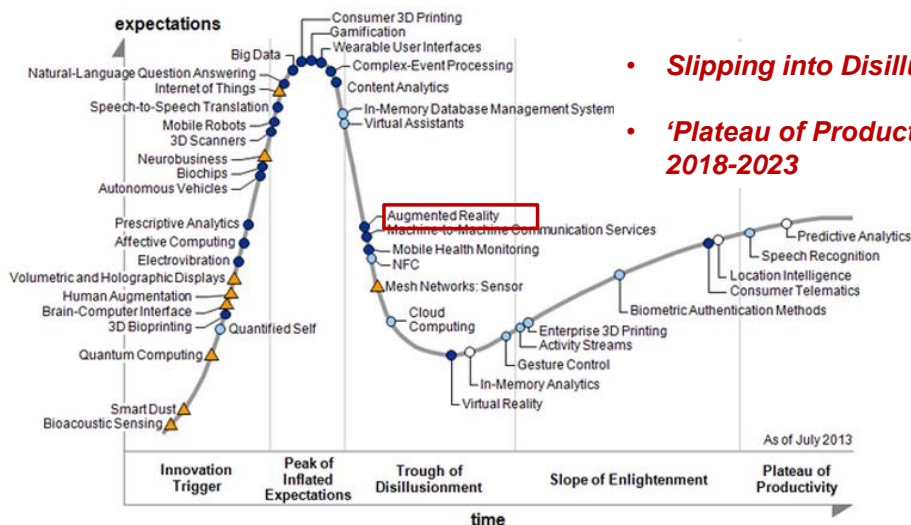 expectations
Consumer 3D Printing
Gamification
Wearable User Interfaces
Big Data
Complex-Event Processing
Natural-Language Question Answering
Internet of Things
Content Analytics
Speech-to-Speech Translation
In-Memory Database Management System
Mobile Robots
Virtual Assistants
3D Scanners
Neurobusiness
Biochips
Autonomous Vehicles
• Slipping into Disillu
• ‘Plateau of Product
2018-2023
Augmented Reality
Prescriptive Analytics
Machine-to-Machine Communication Services
Affective Computing
Mobile Health Monitoring
Electrovibration
NFC
Volumetric and Holographic Displays
Mesh Networks: Sensor
Human Augmentation
Brain-Computer Interface
3D Bioprinting
Quantified Self
Cloud
Computing
Quantum Computing
Smart Dust
Bioacoustic Sensing
Predictive Analytics
Speech Recognition
Location Intelligence
Consumer Telematics
Biometric Authentication Methods
Enterprise 3D Printing
Activity Streams
Gesture Control
In-Memory Analytics
Virtual Reality
As of July 2013
Innovation
Trigger
Peak of
Inflated
Expectations
Trough of
Disillusionment
Slope of Enlightenment
Plateau of
Productivity
time